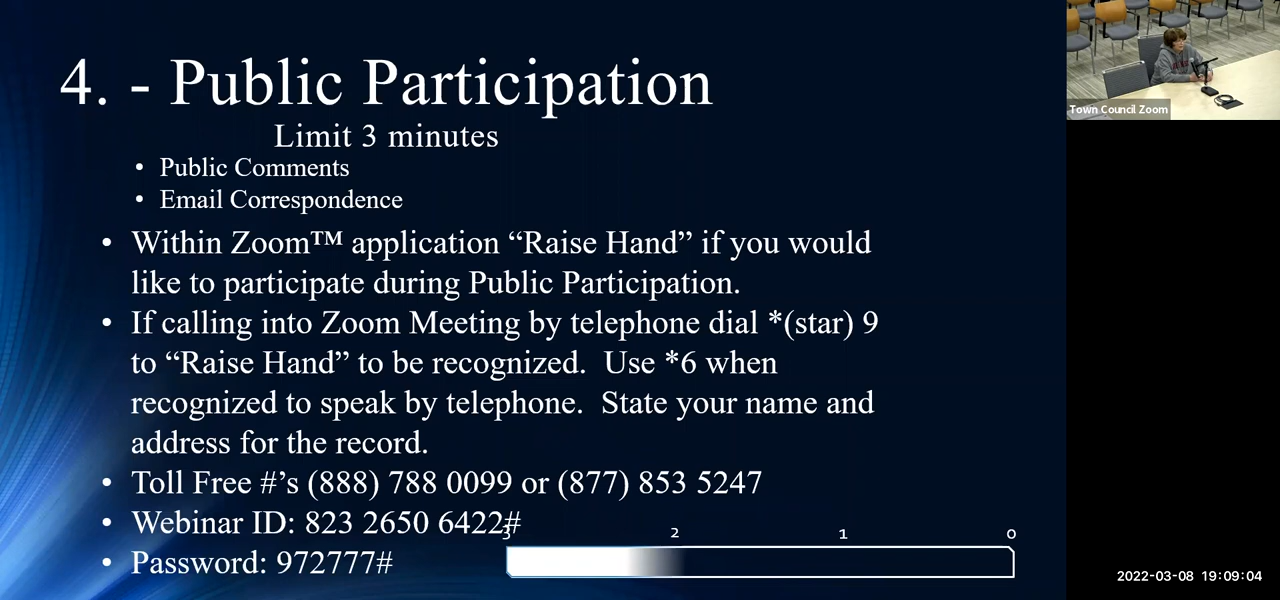 4. - Public Participation
Limit 3 minutes
• Public Comments
• Email Correspondence
• Within Zoom™ application “Raise Hand” if you would
like to participate during Public Participation.
• If calling into Zoom Meeting by telephone dial *(star) 9
to “Raise Hand” to be recognized.  Use *6 when
recognized to speak by telephone.  State your name and
address for the record.
• Toll Free #’s (888) 788 0099 or (877) 853 5247
• Webinar ID: 823 2650 6422#
• Password: 972777#
3 2 1 0
Town Council Zoom
2022-03-08 19:09:04